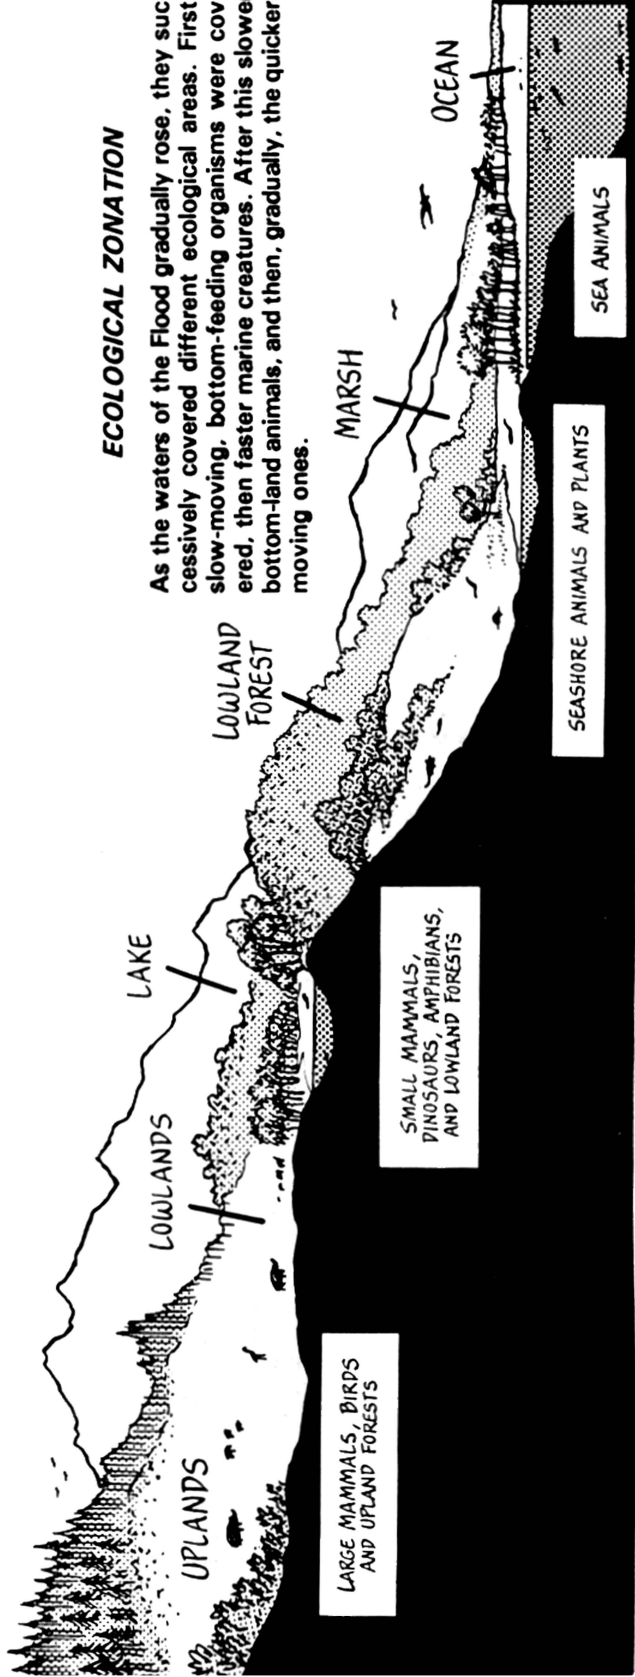 ECOLOGICAL ZONATION
As the waters of the Flood gradually rose, they suc
cessively covered different ecological areas. First
slow-moving, bottom-feeding organisms were cov
ered, then faster marine creatures. After this slowe
bottom-land animals, and then, gradually, the quicker
moving ones.
UPLANDS
LOWLANDS
LAKE
LOWLAND
FOREST
MARSH
OCEAN
LARGE MAMMALS, BIRDS
AND UPLAND FORESTS
SMALL MAMMALS,
DINOSAURS, AMPHIBIANS,
AND LOWLAND FORESTS
SEASHORE ANIMALS AND PLANTS
SEA ANIMALS